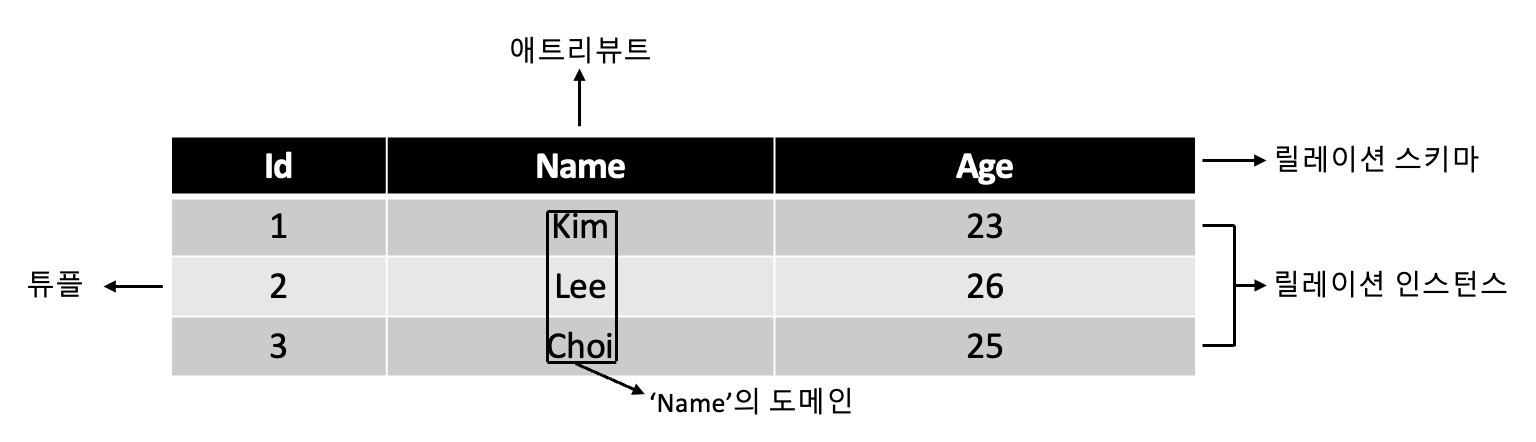 애트리뷰트
Id Name Age
릴레이션 스키마
1 Kim 23
튜플
2 Lee 26
릴레이션 인스턴스
3 Choi 25
‘Name’의 도메인